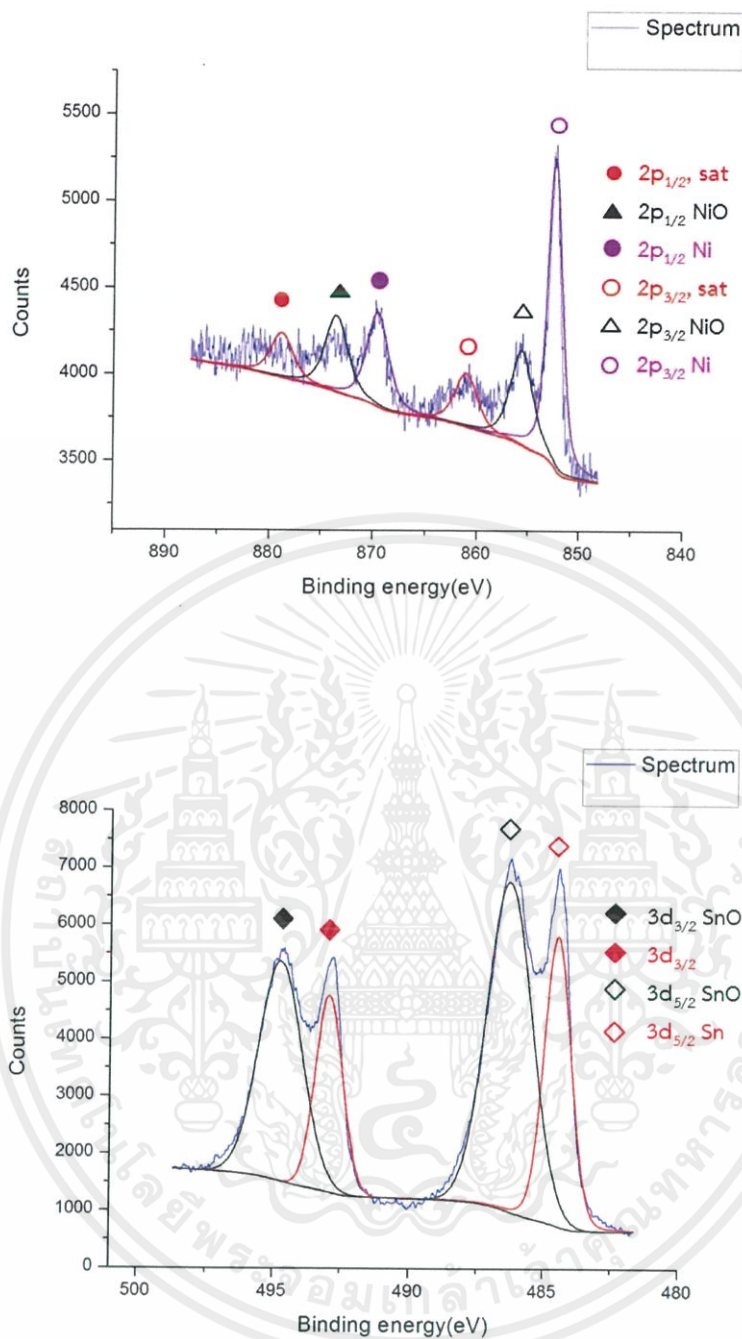 Spectrum
5500
5000
4500
4000
3500
Counts
2p1/2, sat
2p1/2 NiO
2p1/2 Ni
2p3/2, sat
2p3/2 NiO
2p3/2 Ni
890 880 870 860 850 840
Binding energy(eV)
Spectrum
8000
7000
6000
5000
4000
3000
2000
1000
0
Counts
3d3/2 SnO
3d3/2
3d5/2 SnO
3d5/2 Sn
500 495 490 485 480
Binding energy(eV)